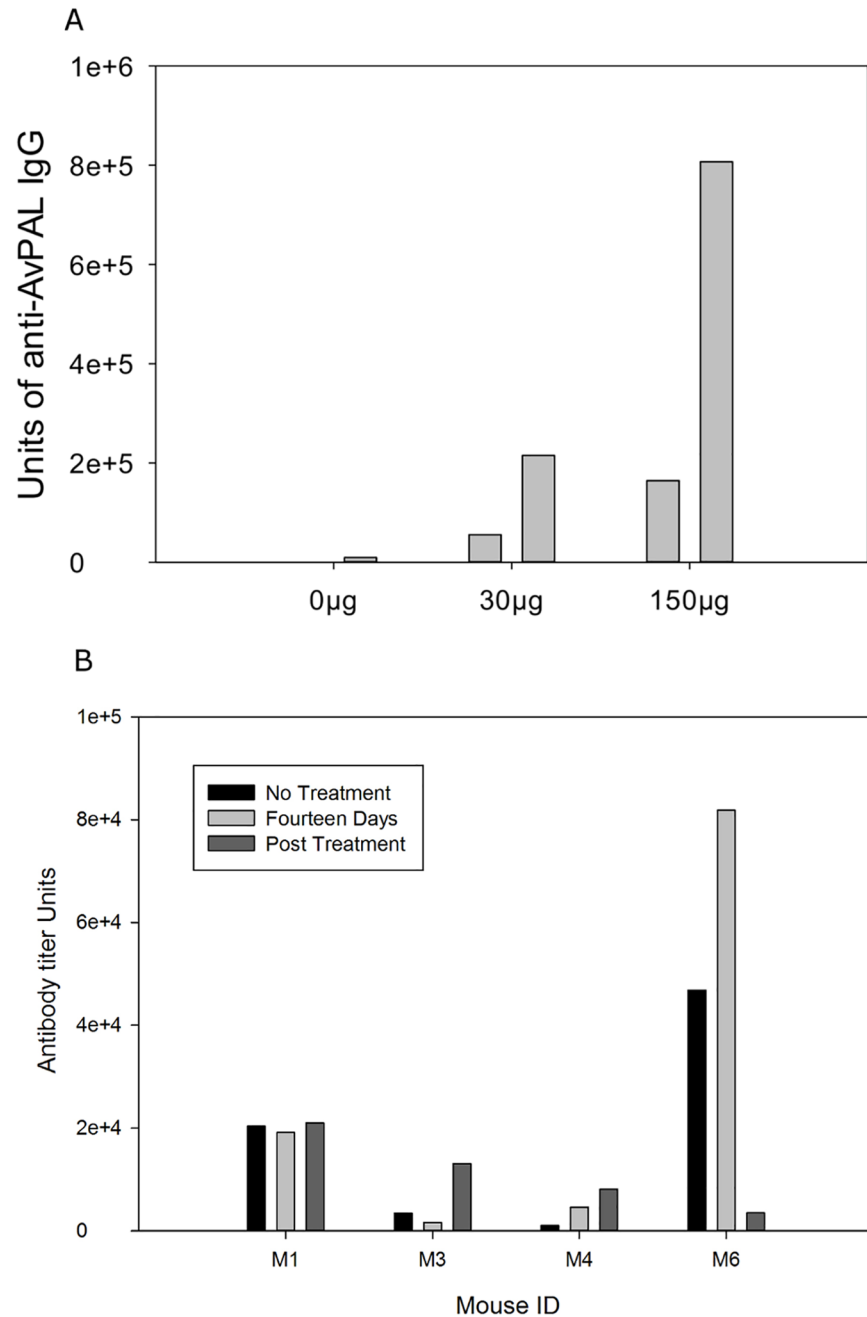 A
Units of anti-AvPAL IgG
1e+6
8e+5
6e+5
4e+5
2e+5
0
0µg
30µg
150µg
B
Antibody titer Units
1e+5
8e+4
6e+4
4e+4
2e+4
0
No Treatment
Fourteen Days
Post Treatment
M1
M3
M4
M6
Mouse ID